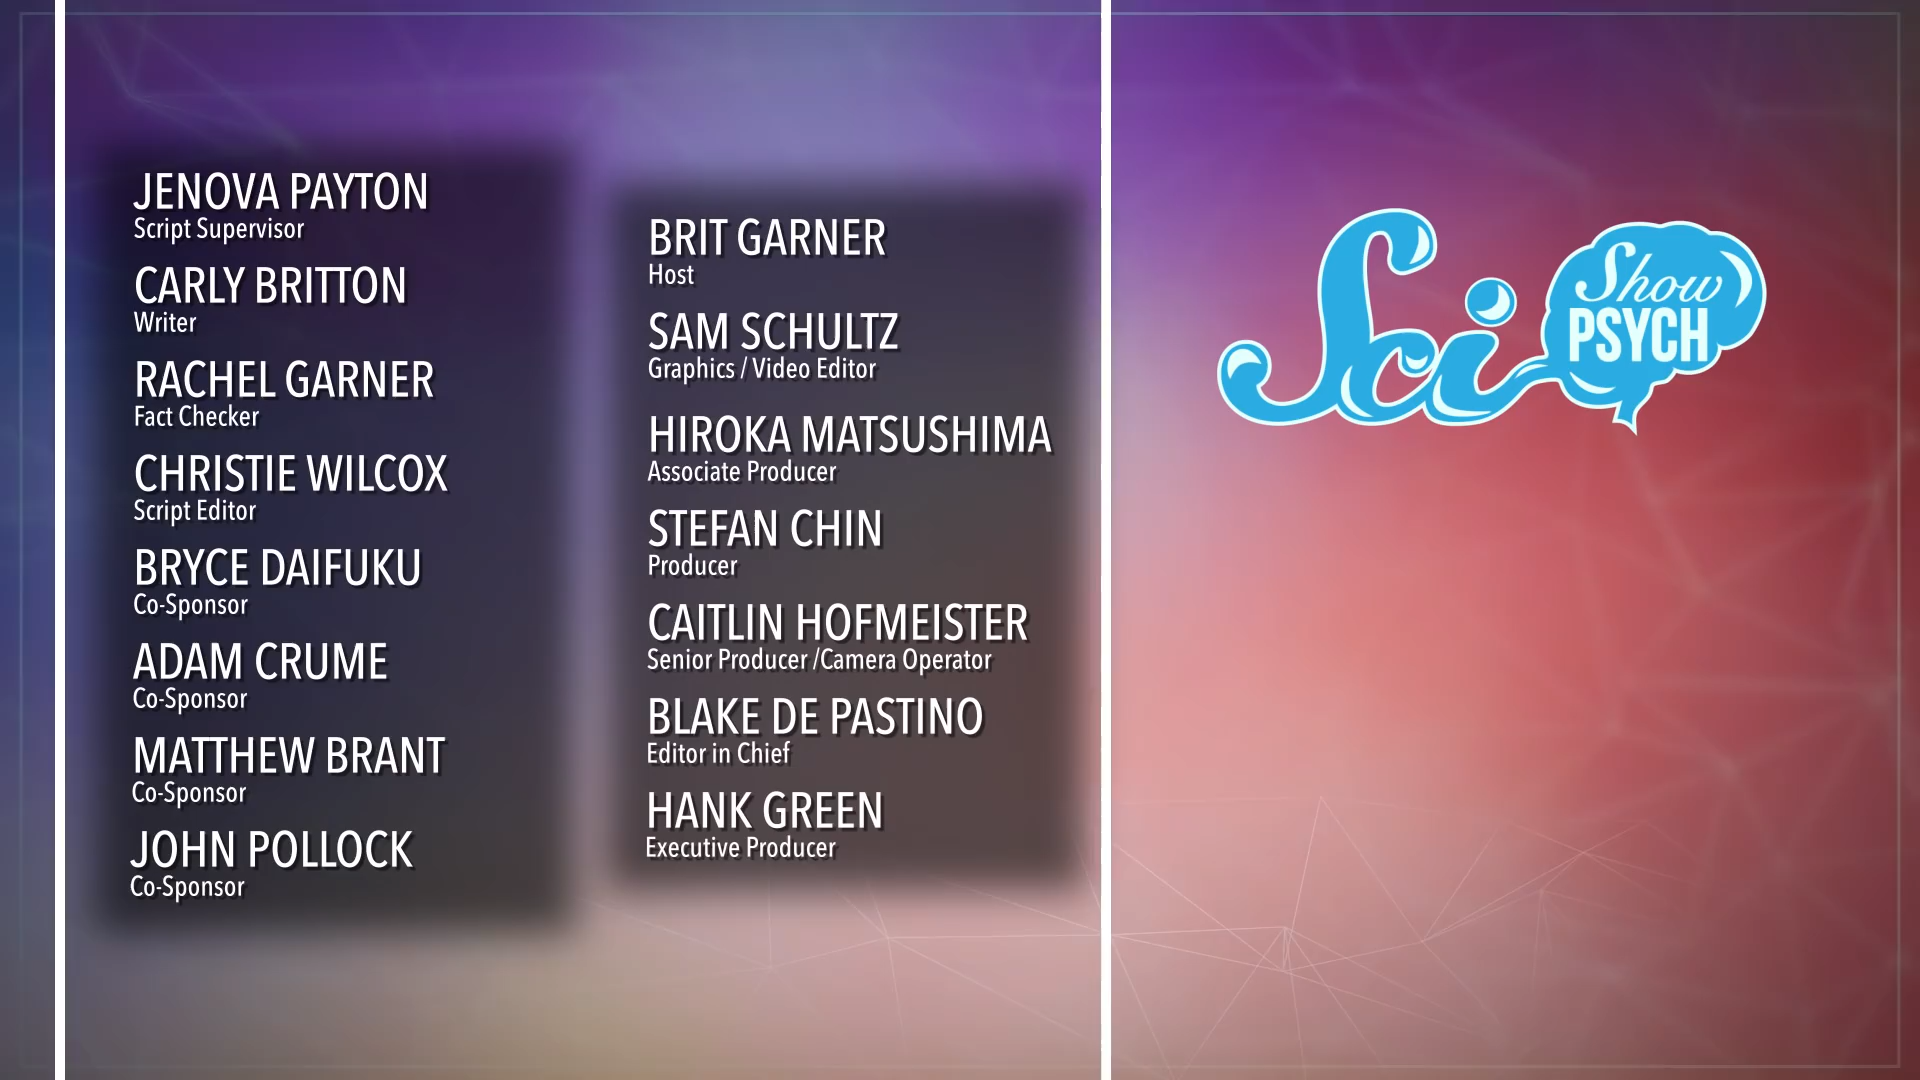 JENOVA PAYTON
Script Supervisor
CARLY BRITTON
Writer
RACHEL GARNER
Fact Checker
CHRISTIE WILCOX
Script Editor
BRYCE DAIFUKU
Co-Sponsor
ADAM CRUME
Co-Sponsor
MATTHEW BRANT
Co-Sponsor
JOHN POLLOCK
Co-Sponsor
BRIT GARNER
Host
SAM SCHULTZ
Graphics / Video Editor
HIROKA MATSUSHIMA
Associate Producer
STEFAN CHIN
Producer
CAITLIN HOFMEISTER
Senior Producer /Camera Operator
BLAKE DE PASTINO
Editor in Chief
HANK GREEN
Executive Producer
Sci
Show
PSYCH